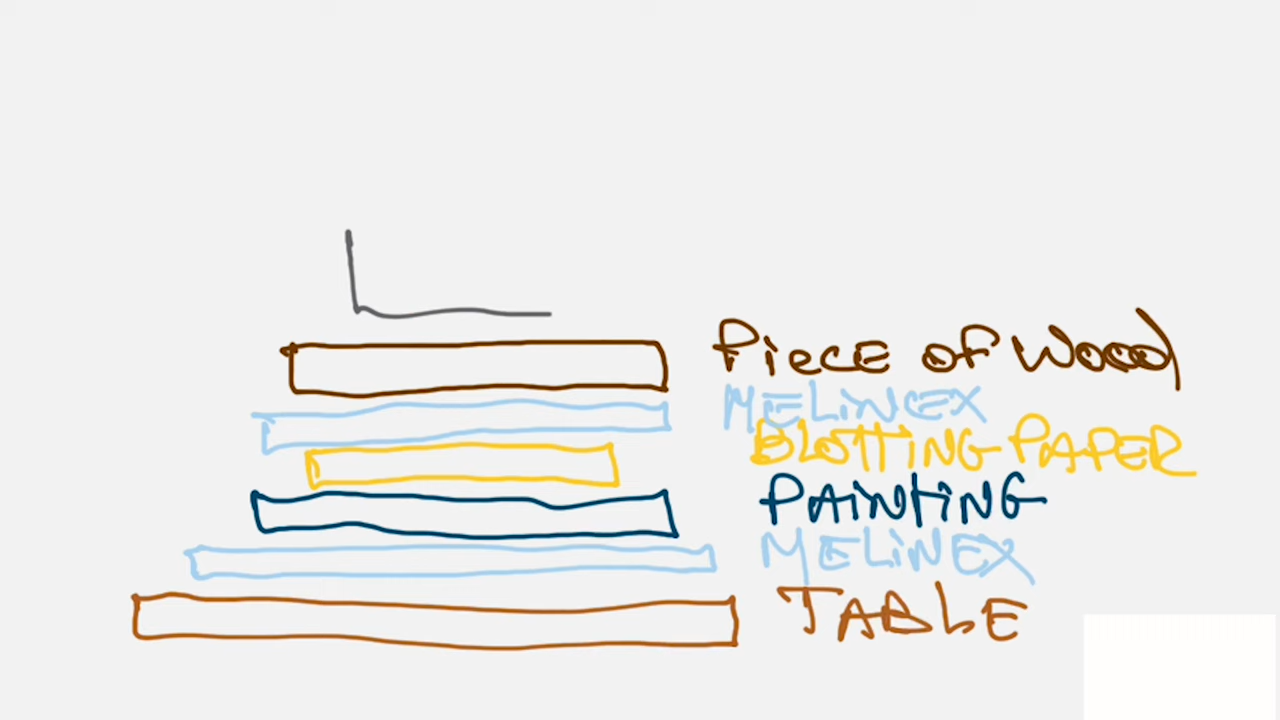 Piece of Wood
MELiNEX
BLOTTiNG PAPER
PAiNTiNG
MELiNEX
TABLE